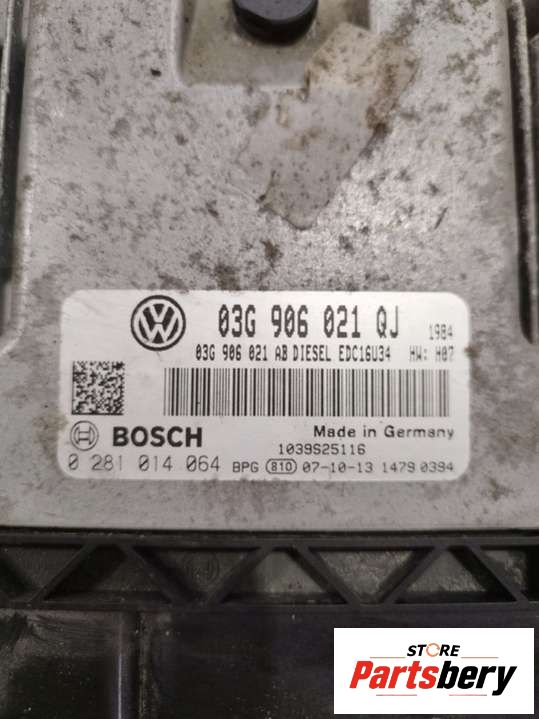 03G 906 021 QJ 1984
03G 906 021 AB DIESEL EDC16U34 HW: H07
BOSCH Made in Germany
1039S25116
0 281 014 064 BPG 810 07-10-13 1479 0394
STORE
Partsbery